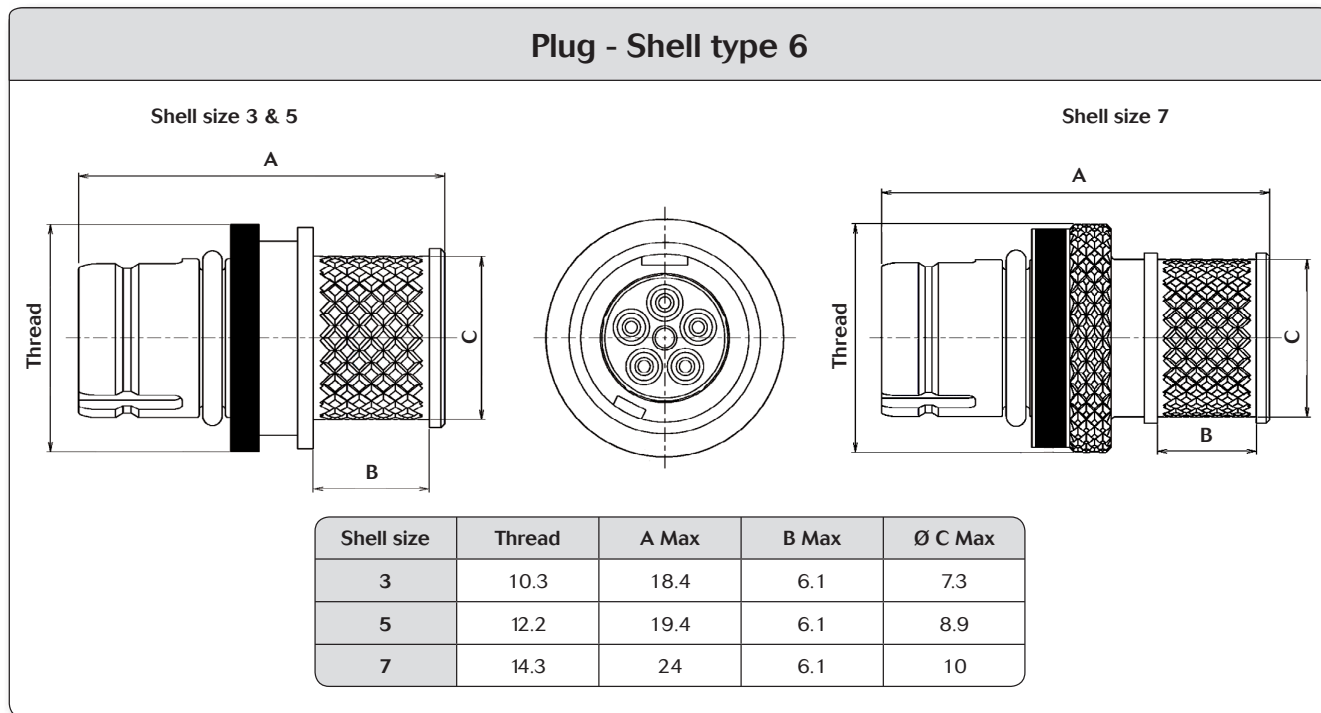 Plug - Shell type 6
Shell size 3 & 5
Shell size 7
A
Thread
C
B
A
Thread
C
B
Shell size Thread A Max B Max Ø C Max
3 10.3 18.4 6.1 7.3
5 12.2 19.4 6.1 8.9
7 14.3 24 6.1 10